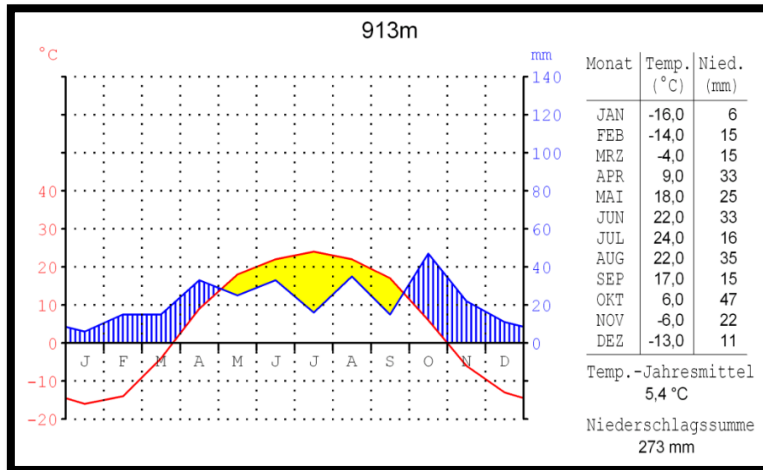 913m
°C
mm
140
120
100
40 80
30 60
20 40
10 20
0 0
J F M A M J J A S O N D
-10
-20
Monat Temp. Nied.
(°C) (mm)
JAN -16,0 6
FEB -14,0 15
MRZ -4,0 15
APR 9,0 33
MAI 18,0 25
JUN 22,0 33
JUL 24,0 16
AUG 22,0 35
SEP 17,0 15
OKT 6,0 47
NOV -6,0 22
DEZ -13,0 11
Temp.-Jahresmittel
5,4 °C
Niederschlagssumme
273 mm